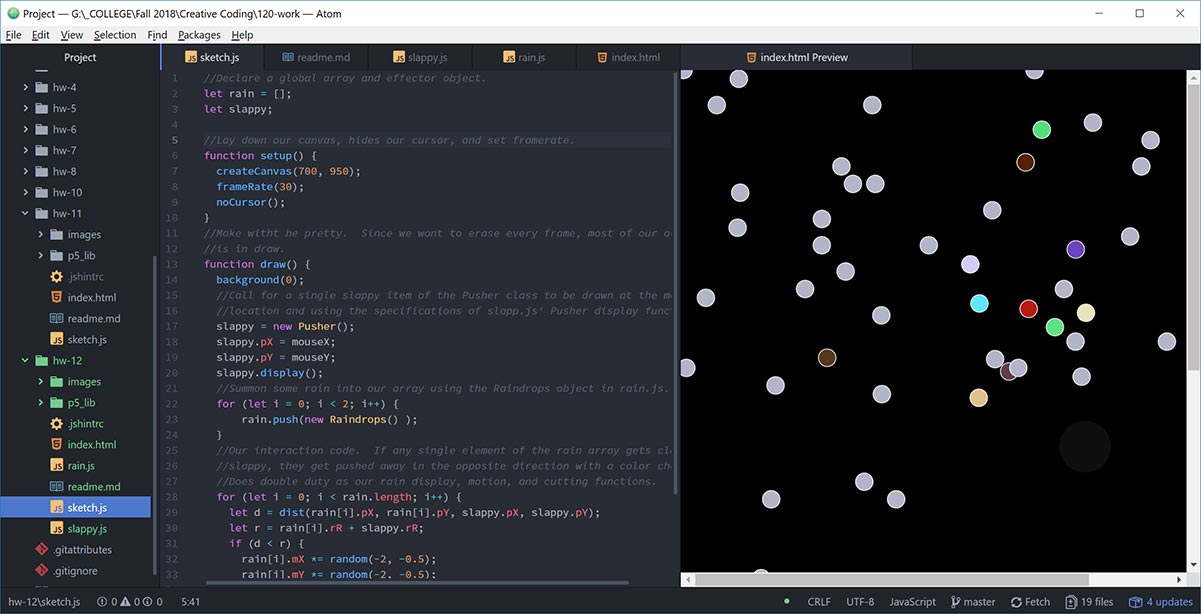 Project — G:\_COLLEGE\Fall 2018\Creative Coding\120-work — Atom
File Edit View Selection Find Packages Help
Project
hw-4
hw-5
hw-6
hw-7
hw-8
hw-10
hw-11
images
p5_lib
.jshintrc
index.html
readme.md
sketch.js
hw-12
images
p5_lib
.jshintrc
index.html
rain.js
readme.md
sketch.js
slappy.js
.gitattributes
.gitignore
sketch.js readme.md slappy.js rain.js index.html index.html Preview
1 //Declare a global array and effector object.
2 let rain = [];
3 let slappy;
4
5 //Lay down our canvas, hides our cursor, and set framerate.
6 function setup() {
7 createCanvas(700, 950);
8 frameRate(30);
9 noCursor();
10 }
11 //Make witht he pretty.  Since we want to erase every frame, most of our a
12 //is in draw.
13 function draw() {
14 background(0);
15 //Call for a single slappy item of the Pusher class to be drawn at the m
16 //location and using the specifications of slapp.js' Pusher display func
17 slappy = new Pusher();
18 slappy.pX = mouseX;
19 slappy.pY = mouseY;
20 slappy.display();
21 //Summon some rain into our array using the Raindrops object in rain.js.
22 for (let i = 0; i < 2; i++) {
23 rain.push(new Raindrops() );
24 }
25 //Our interaction code.  If any single element of the rain array gets cl
26 //slappy, they get pushed away in the opposite direction with a color ch
27 //Does double duty as our rain display, motion, and cutting functions.
28 for (let i = 0; i < rain.length; i++) {
29 let d = dist(rain[i].pX, rain[i].pY, slappy.pX, slappy.pY);
30 let r = rain[i].rR + slappy.rR;
31 if (d < r) {
32 rain[i].mX *= random(-2, -0.5);
33 rain[i].mY *= random(-2, -0.5);
hw-12\sketch.js 0 0 0 5:41 CRLF UTF-8 JavaScript master Fetch 19 files 4 updates